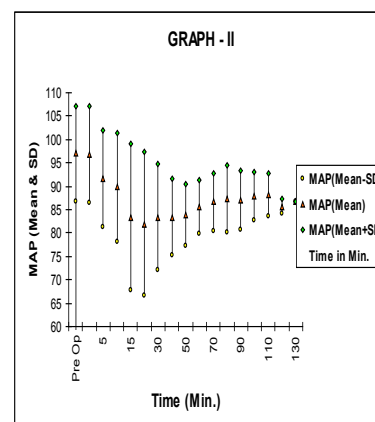 GRAPH - II
MAP (Mean & SD)
110
105
100
95
90
85
80
75
70
65
60
Pre Op
5
15
30
50
70
90
110
130
Time (Min.)
MAP(Mean-SD
MAP(Mean)
MAP(Mean+SD
Time in Min.